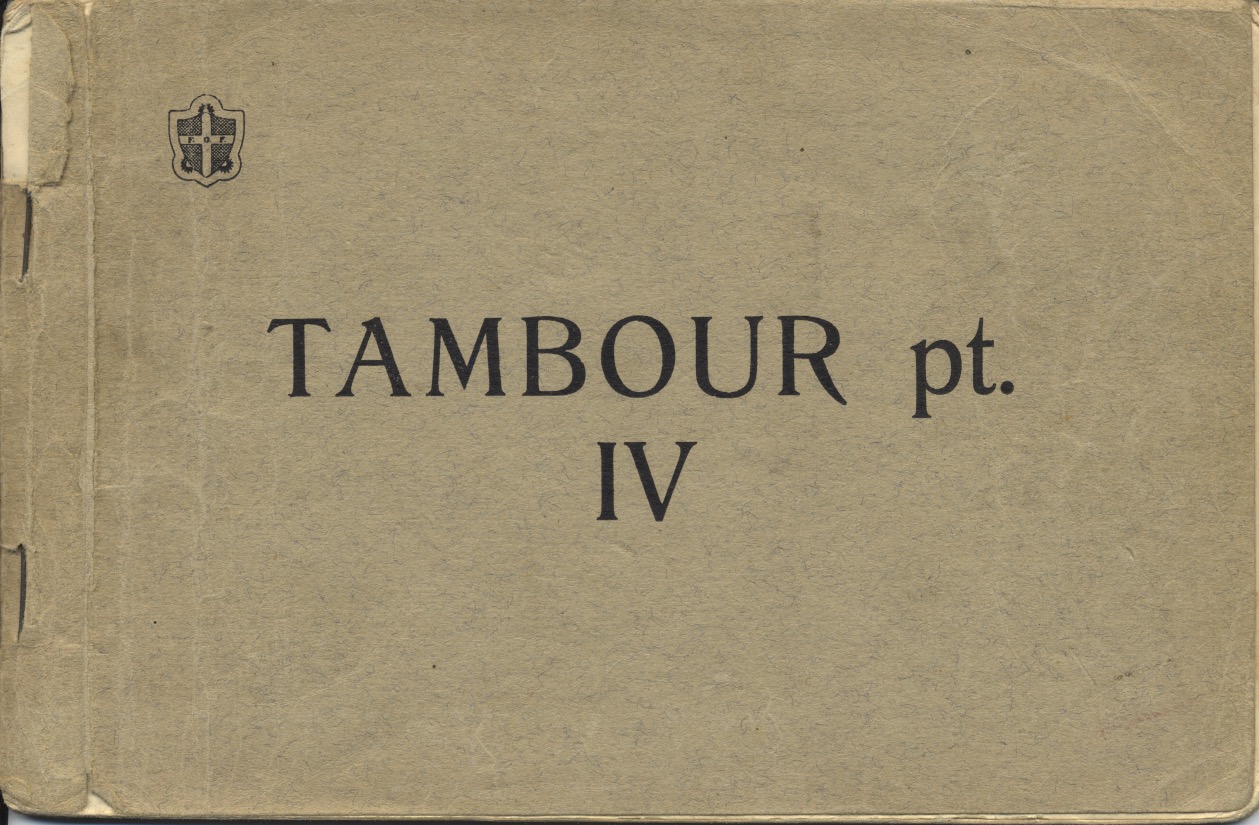 F. O. F.
TAMBOUR pt.
IV